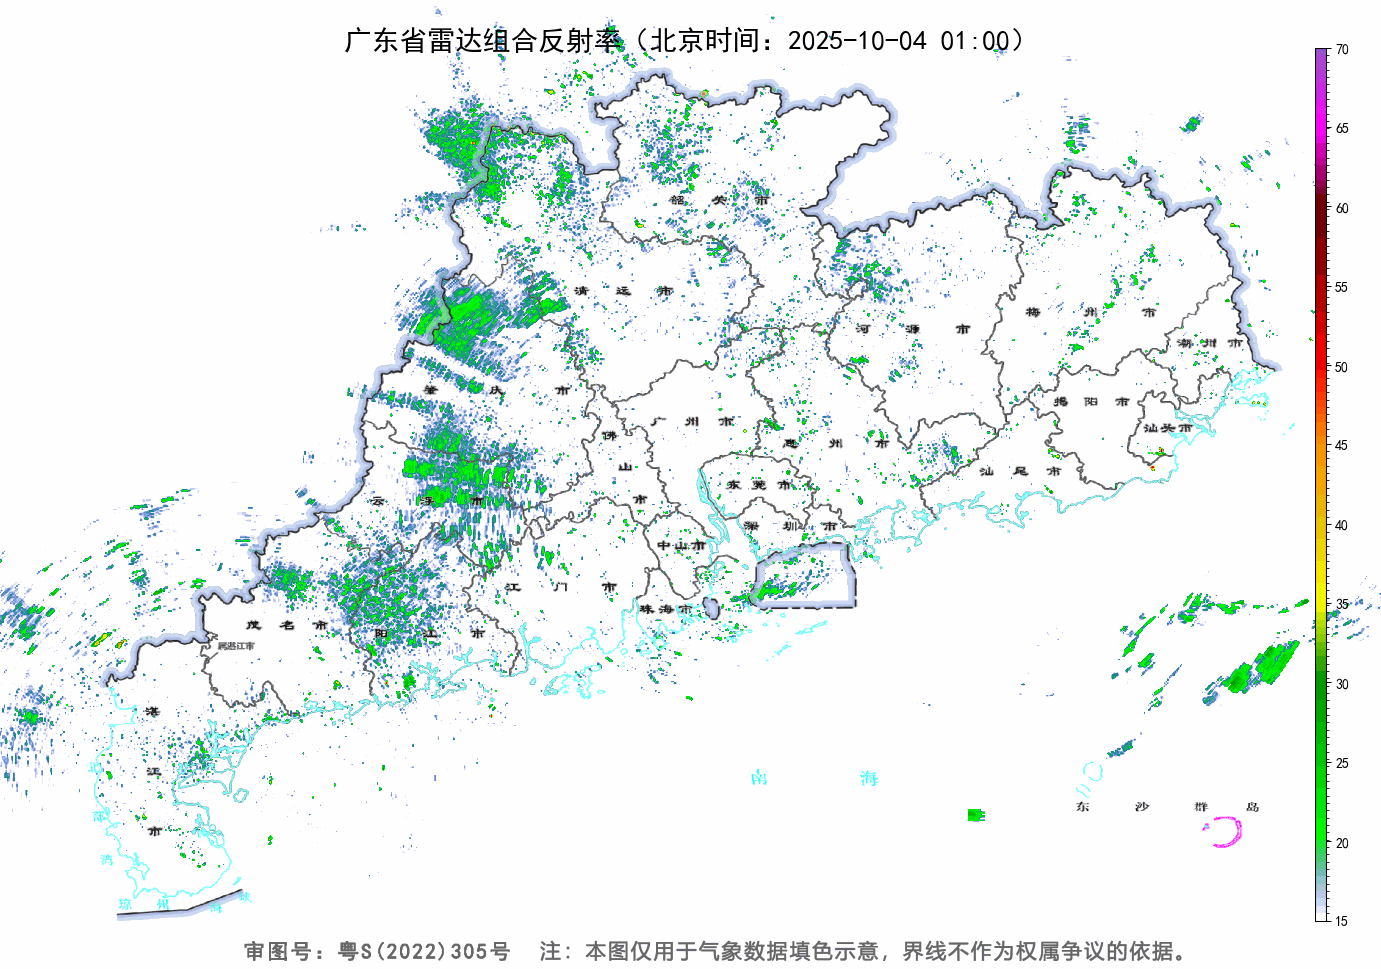 广东省雷达组合反射率（北京时间：2025-10-04 01:00）
70
65
60
55
50
45
40
35
30
25
20
15
韶关市
清远市
河源市
梅州市
潮州市
肇庆市
广州市
佛山市
惠州市
揭阳市
汕头市
汕尾市
云浮市
东莞市
深圳市
中山市
江门市
珠海市
茂名市
属湛江市
阳江市
湛江市
南海
东沙群岛
北部湾
琼州海峡
审图号：粤S(2022)305号 注：本图仅用于气象数据填色示意，界线不作为权属争议的依据。